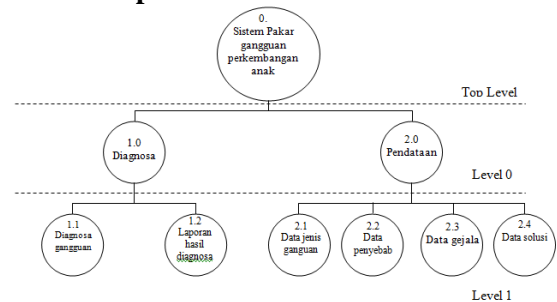 0.
Sistem Pakar
gangguan
perkembangan
anak
Top Level
1.0
Diagnosa
2.0
Pendataan
Level 0
1.1
Diagnosa
gangguan
1.2
Laporan
hasil
diagnosa
2.1
Data jenis
ganguan
2.2
Data
penyebab
2.3
Data gejala
2.4
Data solusi
Level 1